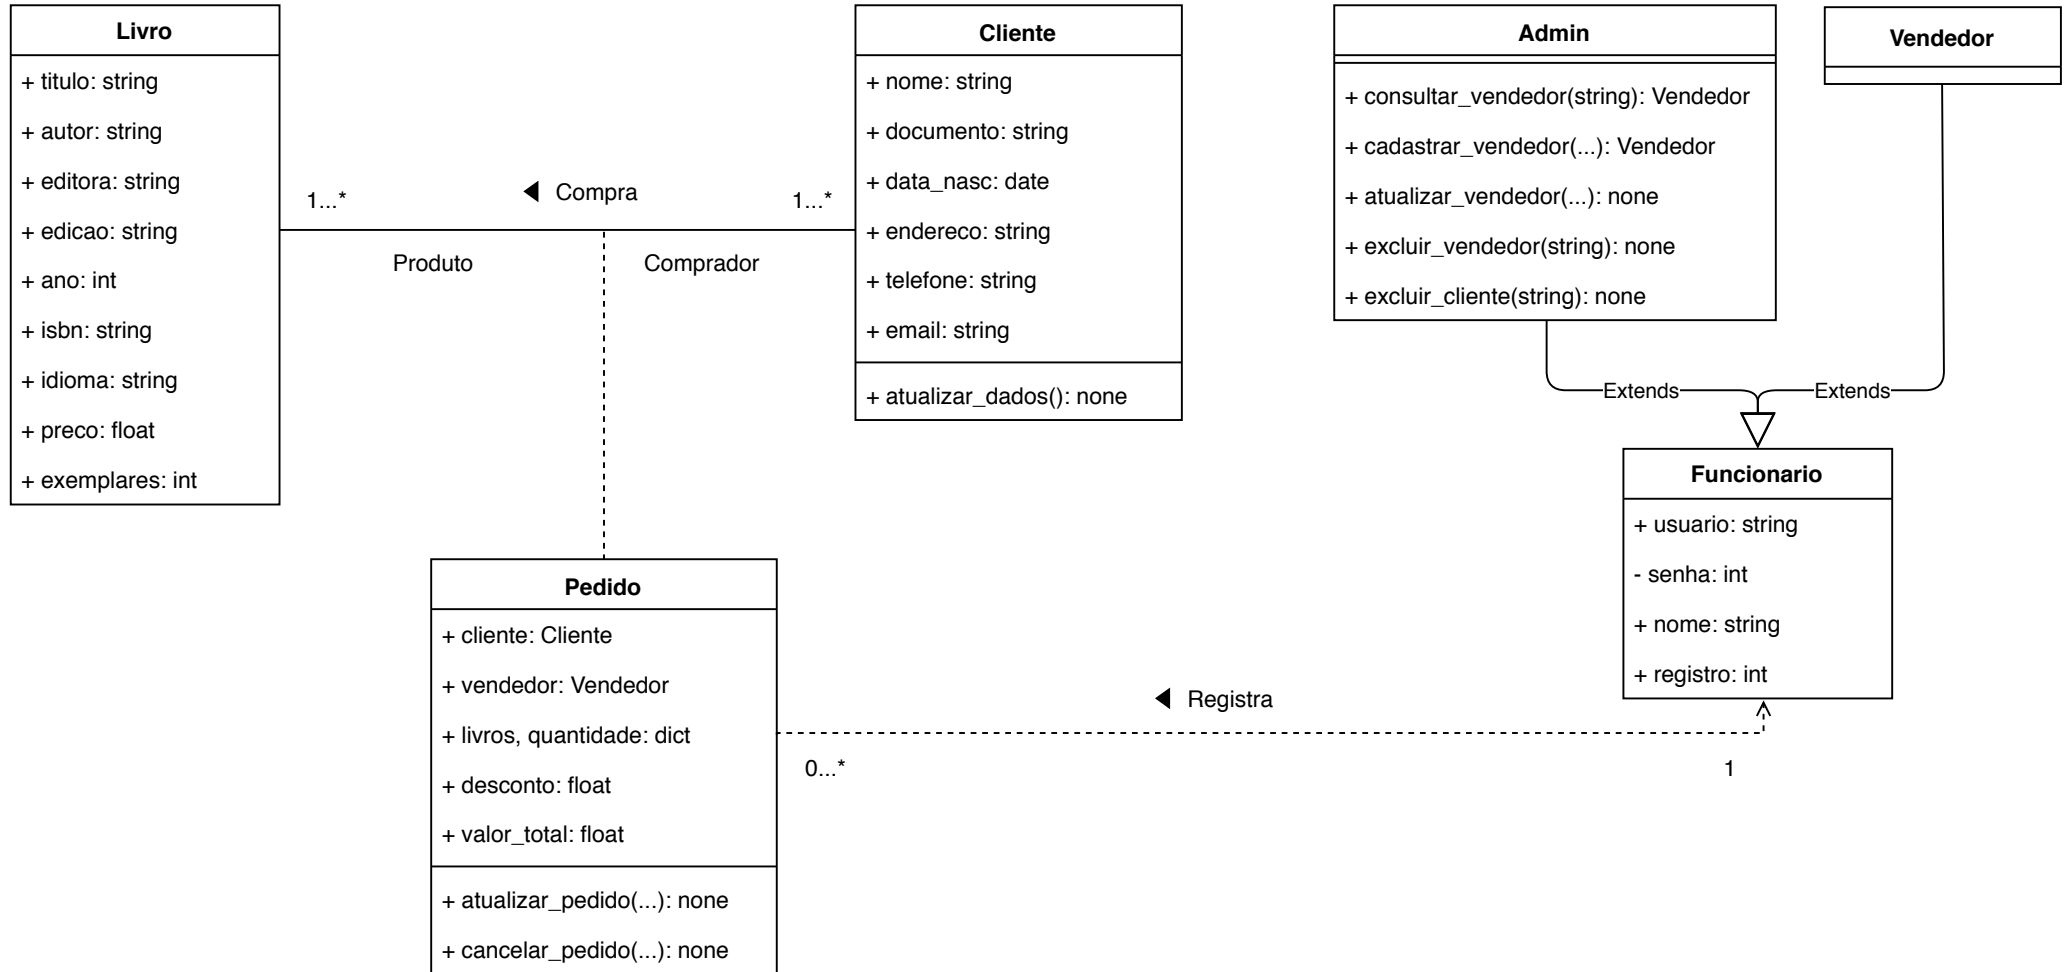 Livro
+ titulo: string
+ autor: string
+ editora: string
+ edicao: string
+ ano: int
+ isbn: string
+ idioma: string
+ preco: float
+ exemplares: int
1...*
Compra
1...*
Produto
Comprador
Cliente
+ nome: string
+ documento: string
+ data_nasc: date
+ endereco: string
+ telefone: string
+ email: string
+ atualizar_dados(): none
Admin
+ consultar_vendedor(string): Vendedor
+ cadastrar_vendedor(...): Vendedor
+ atualizar_vendedor(...): none
+ excluir_vendedor(string): none
+ excluir_cliente(string): none
Vendedor
Extends
Extends
Funcionario
+ usuario: string
- senha: int
+ nome: string
+ registro: int
Pedido
+ cliente: Cliente
+ vendedor: Vendedor
+ livros, quantidade: dict
+ desconto: float
+ valor_total: float
+ atualizar_pedido(...): none
+ cancelar_pedido(...): none
Registra
0...*
1